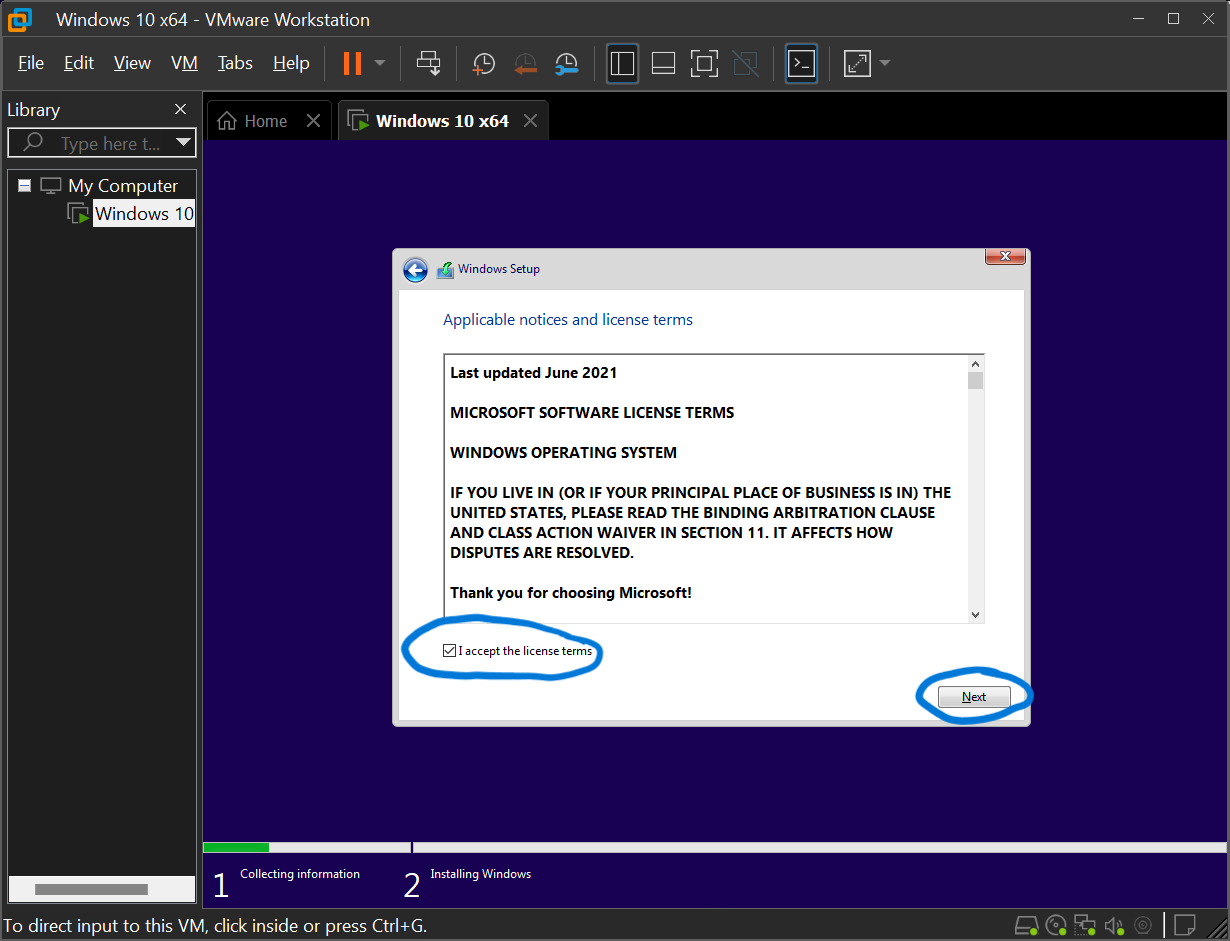 Windows 10 x64 - VMware Workstation
File Edit View VM Tabs Help
Library
Type here t...
My Computer
Windows 10
Home
Windows 10 x64
Windows Setup
Applicable notices and license terms
Last updated June 2021
MICROSOFT SOFTWARE LICENSE TERMS
WINDOWS OPERATING SYSTEM
IF YOU LIVE IN (OR IF YOUR PRINCIPAL PLACE OF BUSINESS IS IN) THE
UNITED STATES, PLEASE READ THE BINDING ARBITRATION CLAUSE
AND CLASS ACTION WAIVER IN SECTION 11. IT AFFECTS HOW
DISPUTES ARE RESOLVED.
Thank you for choosing Microsoft!
I accept the license terms
Next
1 Collecting information
2 Installing Windows
To direct input to this VM, click inside or press Ctrl+G.